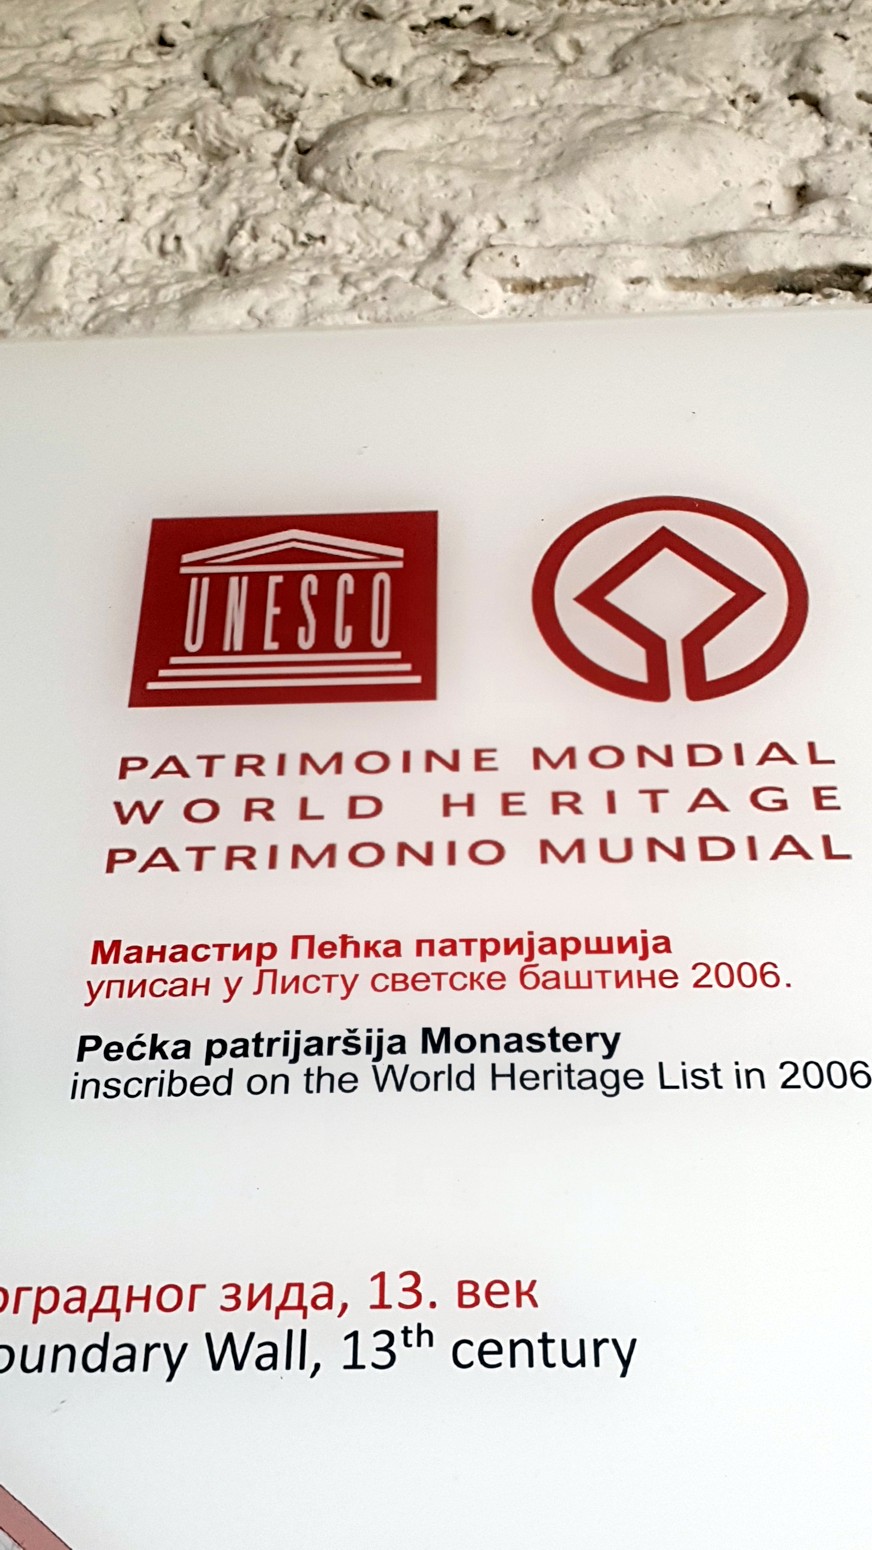 UNESCO
PATRIMOINE MONDIAL
WORLD HERITAGE
PATRIMONIO MUNDIAL
Манастир Пећка патријаршија
уписан у Листу светске баштине 2006.
Pećka patrijaršija Monastery
inscribed on the World Heritage List in 2006
оградног зида, 13. век
oundary Wall, 13th century